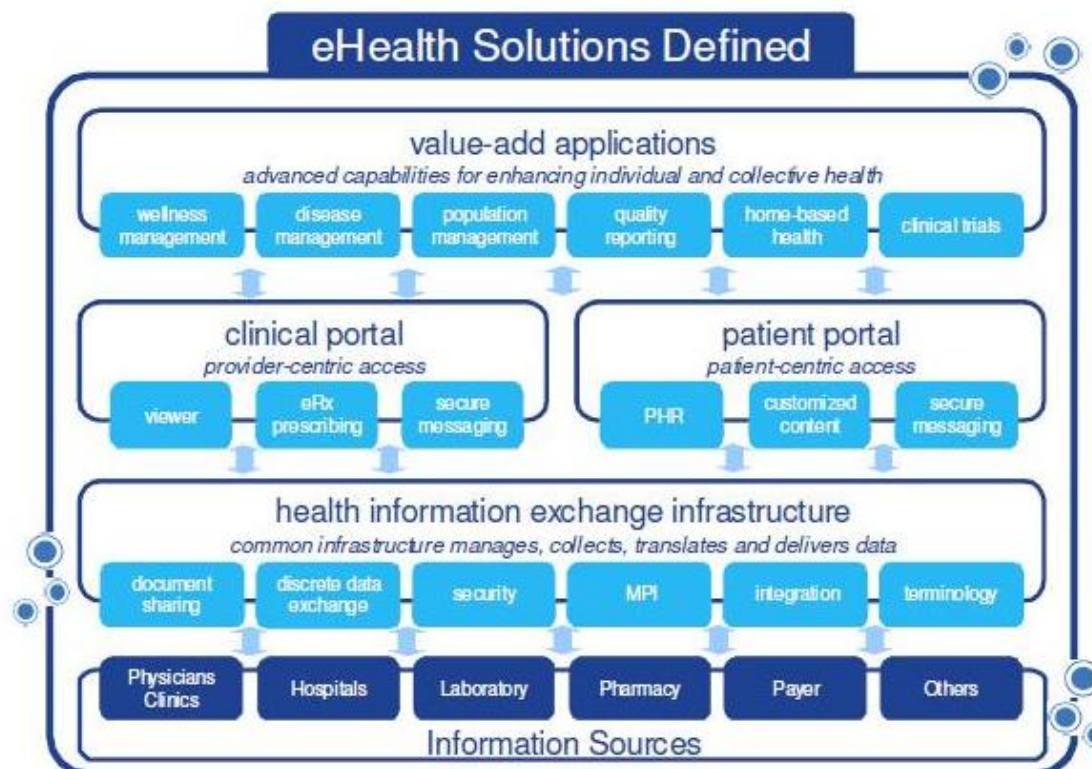 eHealth Solutions Defined
value-add applications
advanced capabilities for enhancing individual and collective health
wellness
management
disease
management
population
management
quality
reporting
home-based
health
clinical trials
clinical portal
provider-centric access
viewer
eRx
prescribing
secure
messaging
patient portal
patient-centric access
PHR
customized
content
secure
messaging
health information exchange infrastructure
common infrastructure manages, collects, translates and delivers data
document
sharing
discrete data
exchange
security
MPI
integration
terminology
Physicians
Clinics
Hospitals
Laboratory
Pharmacy
Payer
Others
Information Sources